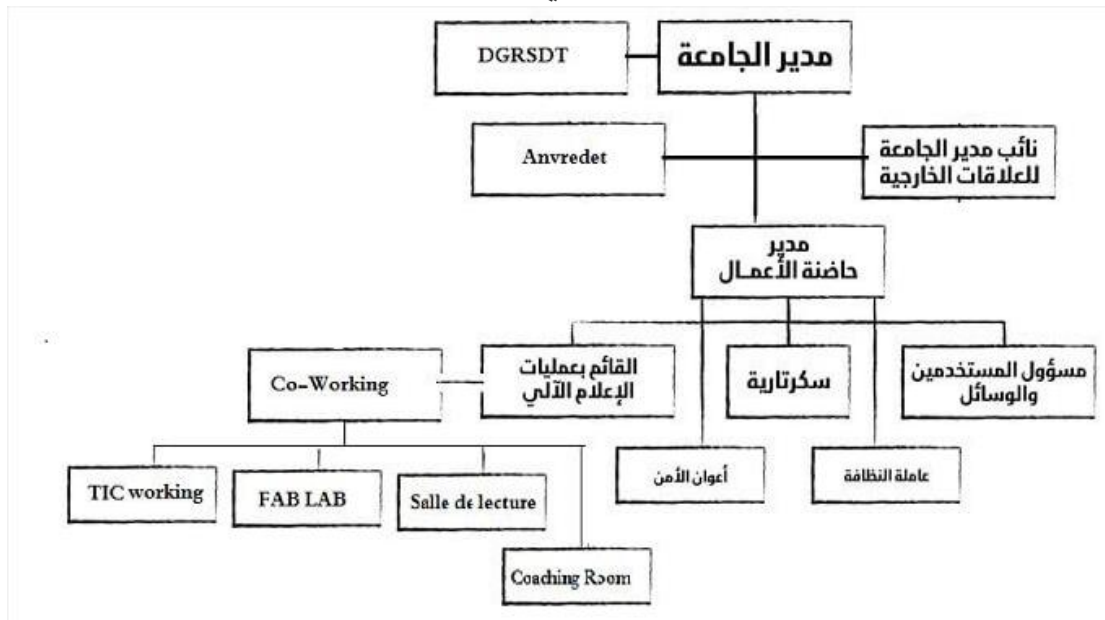 DGRSDT
مدير الجامعة
Anvredet
نائب مدير الجامعة
للعلاقات الخارجية
مدير
حاضنة الأعمـال
Co-Working
القائم بعمليات
الإعلام الآلي
سكرتارية
مسؤول المستخدمين
والوسائل
TIC working
FAB LAB
Salle de lecture
أعوان الأمن
عاملة النظافة
Coaching Room